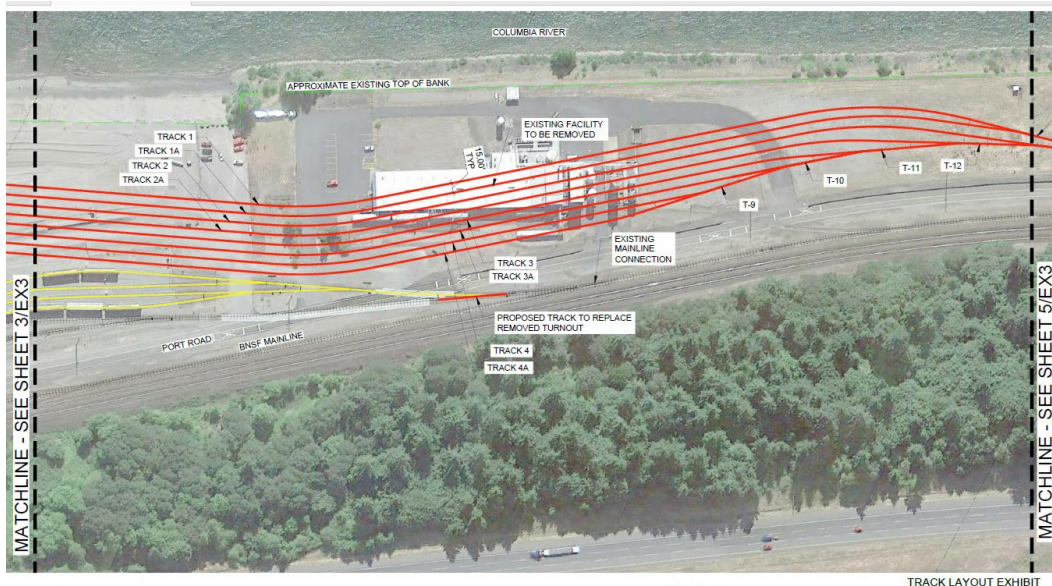 COLUMBIA RIVER
APPROXIMATE EXISTING TOP OF BANK
EXISTING FACILITY
TO BE REMOVED
TRACK 1
TRACK 1A
TRACK 2
TRACK 2A
15.00'
TYP
T-9
T-10
T-11
T-12
EXISTING
MAINLINE
CONNECTION
TRACK 3
TRACK 3A
PROPOSED TRACK TO REPLACE
REMOVED TURNOUT
PORT ROAD
BNSF MAINLINE
TRACK 4
TRACK 4A
MATCHLINE - SEE SHEET 3/EX3
MATCHLINE - SEE SHEET 5/EX3
TRACK LAYOUT EXHIBIT